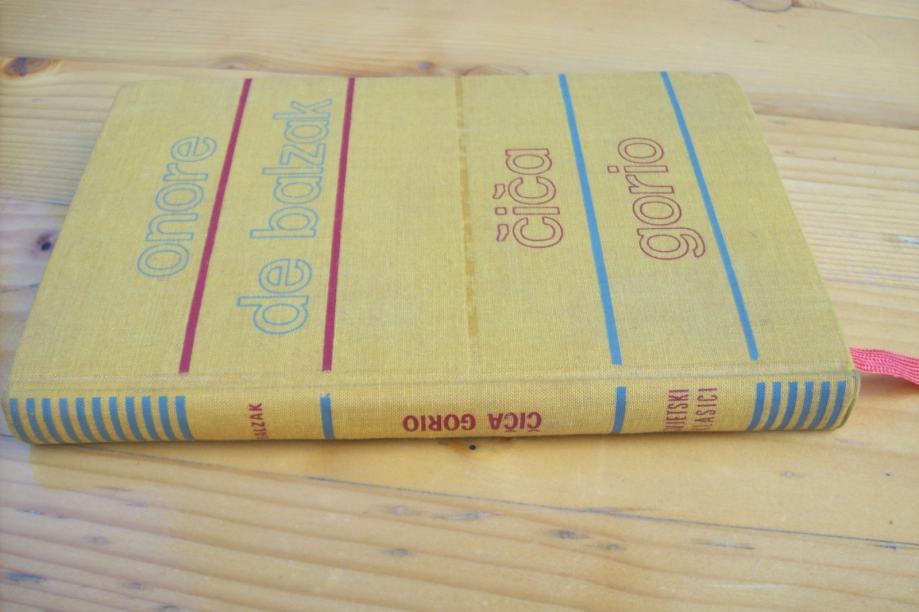 onore
de balzak
čiča
gorio
BALZAK
ČIČA GORIO
SVJETSKI
KLASICI